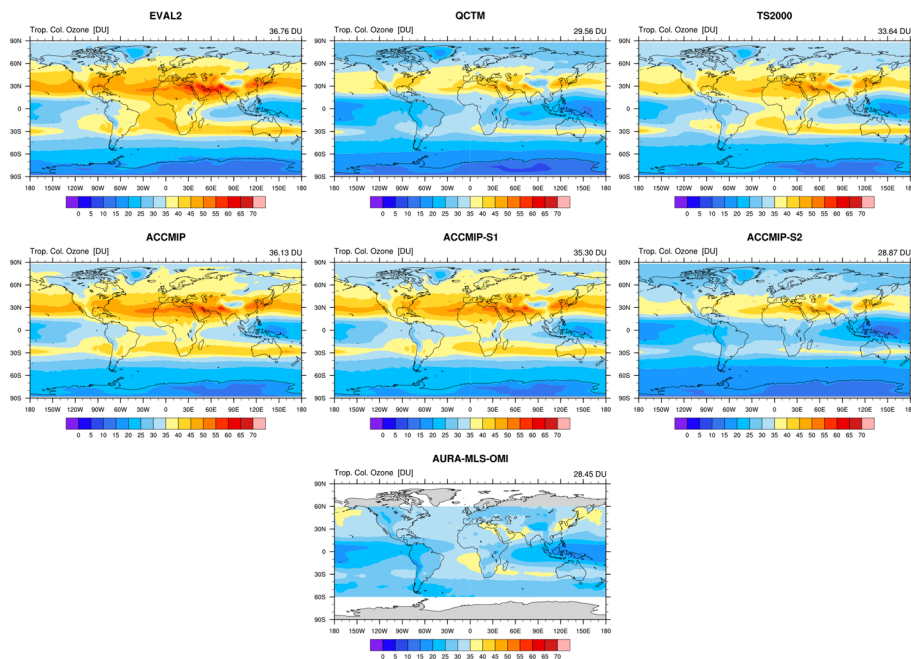 EVAL2
Trop. Col. Ozone [DU] 36.76 DU
90N
60N
30N
0
30S
60S
90S
180 150W 120W 90W 60W 30W 0 30E 60E 90E 120E 150E 180
0 5 10 15 20 25 30 35 40 45 50 55 60 65 70
QCTM
Trop. Col. Ozone [DU] 29.56 DU
90N
60N
30N
0
30S
60S
90S
180 150W 120W 90W 60W 30W 0 30E 60E 90E 120E 150E 180
0 5 10 15 20 25 30 35 40 45 50 55 60 65 70
TS2000
Trop. Col. Ozone [DU] 33.64 DU
90N
60N
30N
0
30S
60S
90S
180 150W 120W 90W 60W 30W 0 30E 60E 90E 120E 150E 180
0 5 10 15 20 25 30 35 40 45 50 55 60 65 70
ACCMIP
Trop. Col. Ozone [DU] 36.13 DU
90N
60N
30N
0
30S
60S
90S
180 150W 120W 90W 60W 30W 0 30E 60E 90E 120E 150E 180
0 5 10 15 20 25 30 35 40 45 50 55 60 65 70
ACCMIP-S1
Trop. Col. Ozone [DU] 35.30 DU
90N
60N
30N
0
30S
60S
90S
180 150W 120W 90W 60W 30W 0 30E 60E 90E 120E 150E 180
0 5 10 15 20 25 30 35 40 45 50 55 60 65 70
ACCMIP-S2
Trop. Col. Ozone [DU] 28.87 DU
90N
60N
30N
0
30S
60S
90S
180 150W 120W 90W 60W 30W 0 30E 60E 90E 120E 150E 180
0 5 10 15 20 25 30 35 40 45 50 55 60 65 70
AURA-MLS-OMI
Trop. Col. Ozone [DU] 28.45 DU
90N
60N
30N
0
30S
60S
90S
180 150W 120W 90W 60W 30W 0 30E 60E 90E 120E 150E 180
0 5 10 15 20 25 30 35 40 45 50 55 60 65 70